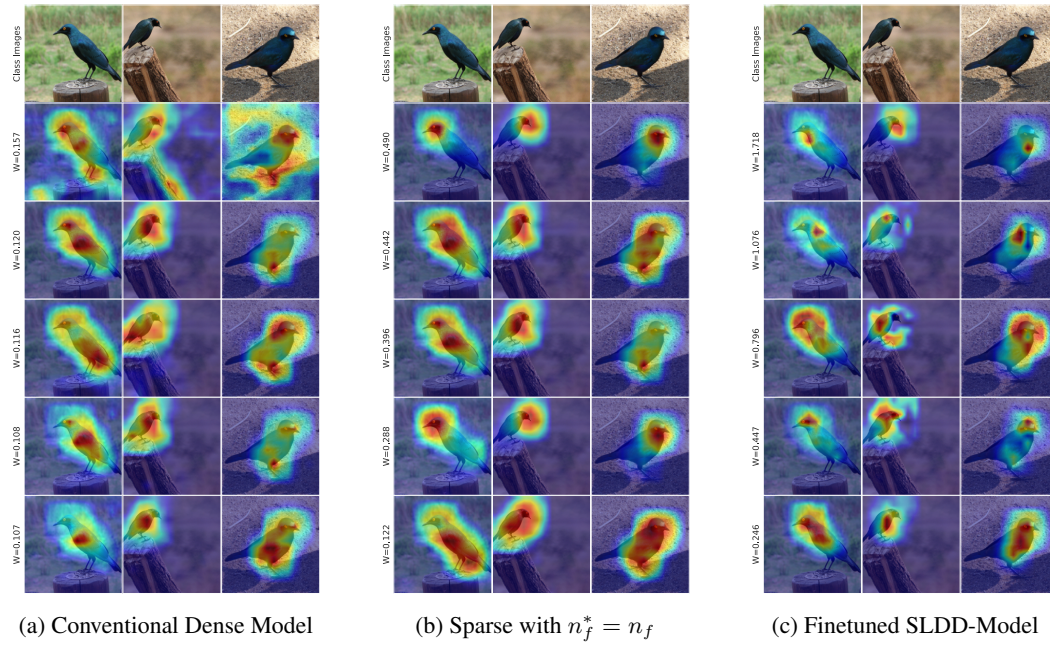 Class Images
W=0,157
W=0,120
W=0,116
W=0,108
W=0,107
(a) Conventional Dense Model
Class Images
W=0,490
W=0,442
W=0,396
W=0,288
W=0,122
(b) Sparse with $n_f^* = n_f$
Class Images
W=1,718
W=1,076
W=0,796
W=0,447
W=0,246
(c) Finetuned SLDD-Model